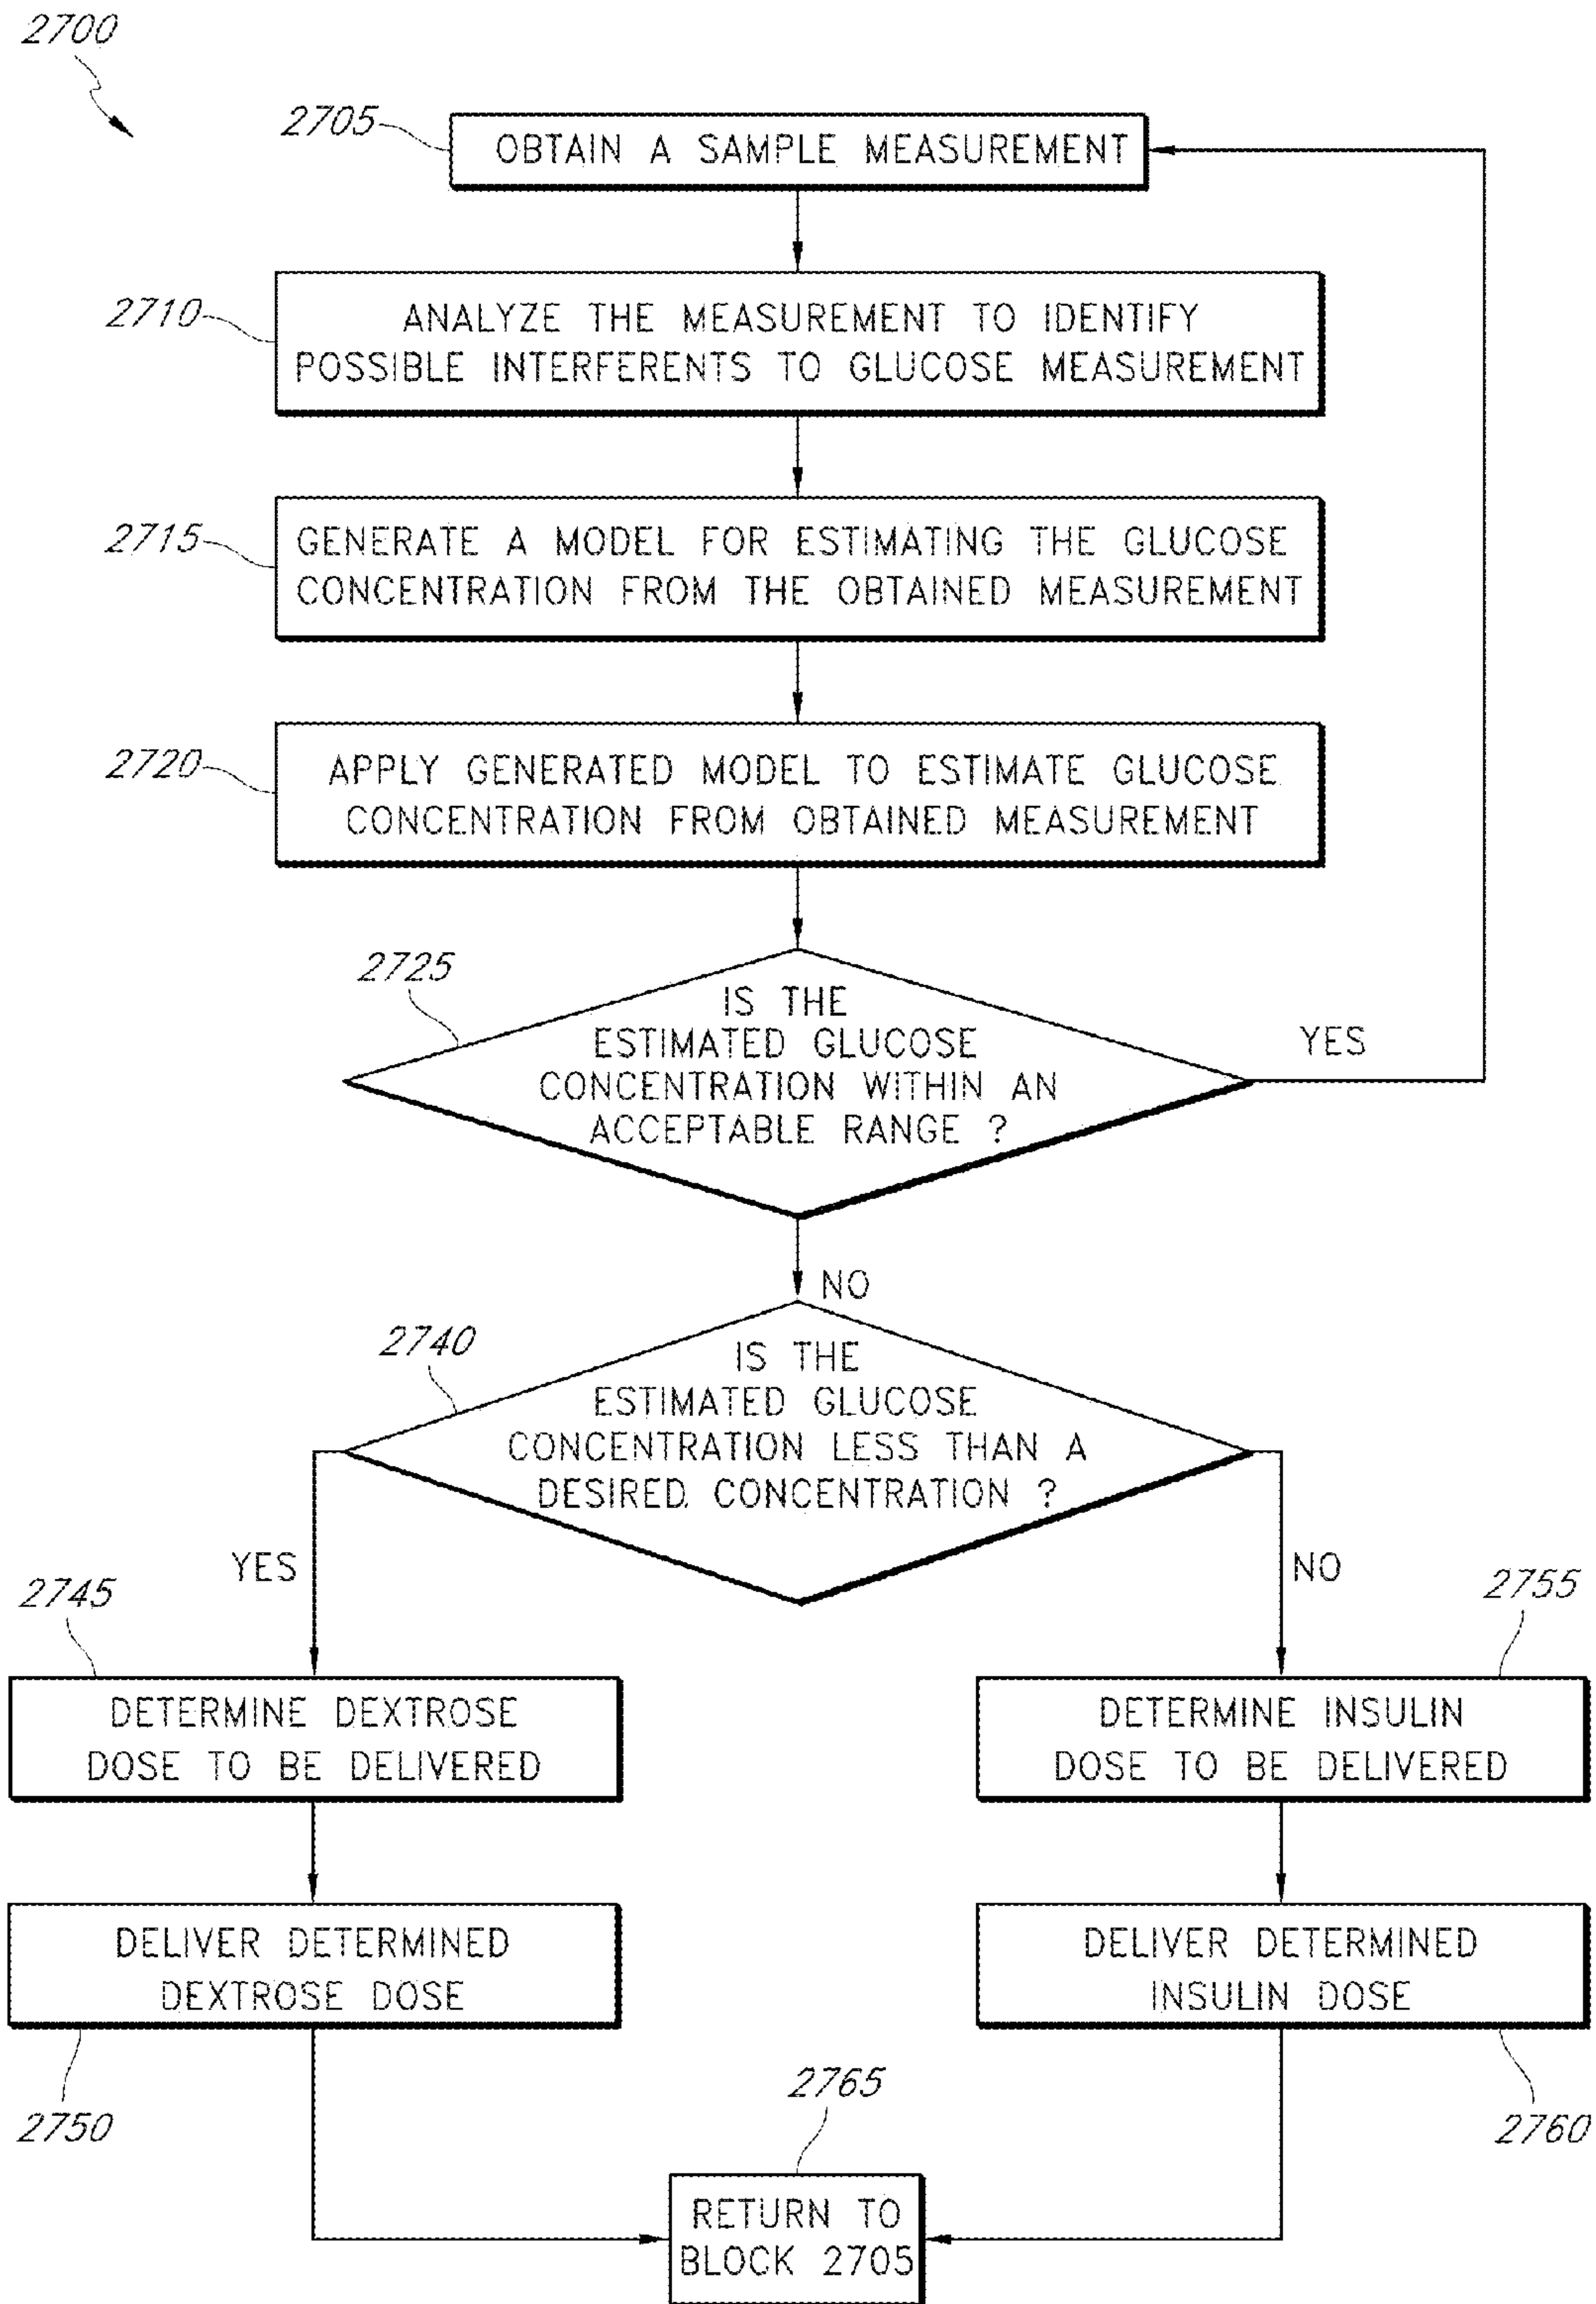 2700
2705
OBTAIN A SAMPLE MEASUREMENT
2710
ANALYZE THE MEASUREMENT TO IDENTIFY
POSSIBLE INTERFERENTS TO GLUCOSE MEASUREMENT
2715
GENERATE A MODEL FOR ESTIMATING THE GLUCOSE
CONCENTRATION FROM THE OBTAINED MEASUREMENT
2720
APPLY GENERATED MODEL TO ESTIMATE GLUCOSE
CONCENTRATION FROM OBTAINED MEASUREMENT
2725
IS THE
ESTIMATED GLUCOSE
CONCENTRATION WITHIN AN
ACCEPTABLE RANGE ?
YES
NO
2740
IS THE
ESTIMATED GLUCOSE
CONCENTRATION LESS THAN A
DESIRED CONCENTRATION ?
YES
NO
2745
DETERMINE DEXTROSE
DOSE TO BE DELIVERED
2755
DETERMINE INSULIN
DOSE TO BE DELIVERED
DELIVER DETERMINED
DEXTROSE DOSE
2750
DELIVER DETERMINED
INSULIN DOSE
2760
2765
RETURN TO
BLOCK 2705